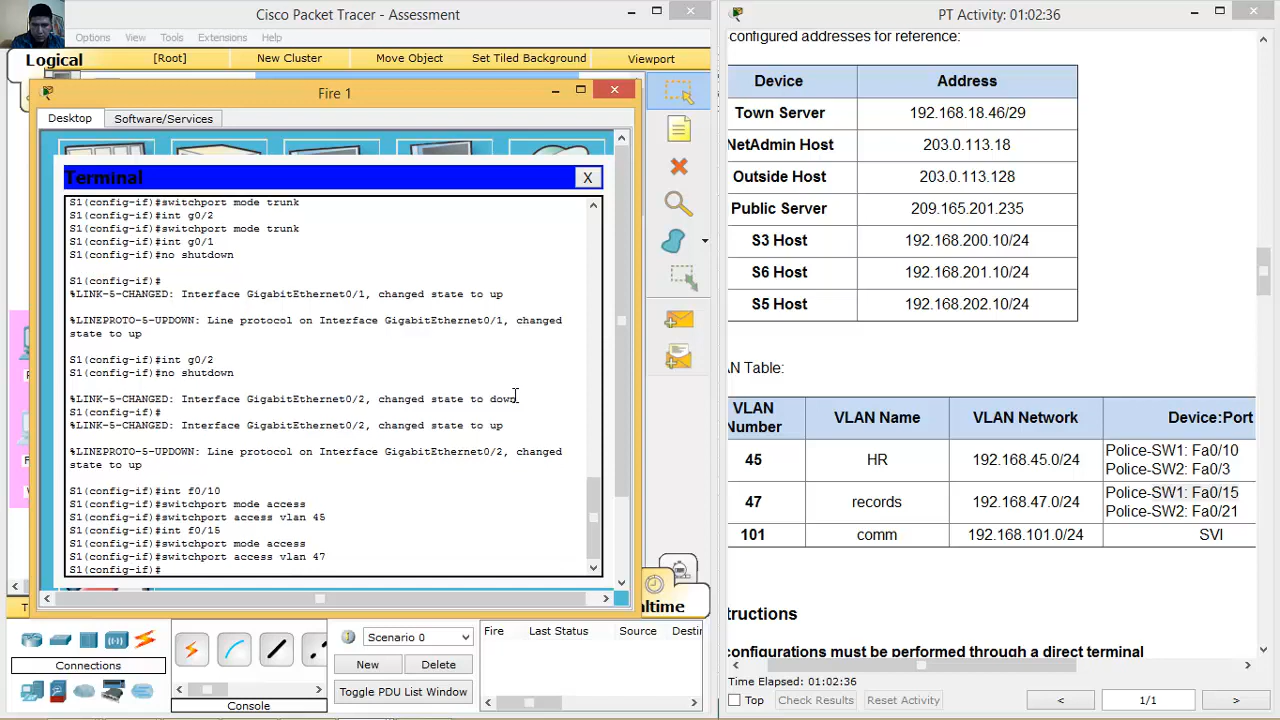 Cisco Packet Tracer - Assessment
Options View Tools Extensions Help
Logical [Root] New Cluster Move Object Set Tiled Background Viewport
Fire 1
Desktop Software/Services
Terminal X
S1(config-if)#switchport mode trunk
S1(config-if)#int g0/2
S1(config-if)#switchport mode trunk
S1(config-if)#int g0/1
S1(config-if)#no shutdown
S1(config-if)#
%LINK-5-CHANGED: Interface GigabitEthernet0/1, changed state to up
%LINEPROTO-5-UPDOWN: Line protocol on Interface GigabitEthernet0/1, changed
state to up
S1(config-if)#int g0/2
S1(config-if)#no shutdown
%LINK-5-CHANGED: Interface GigabitEthernet0/2, changed state to down
S1(config-if)#
%LINK-5-CHANGED: Interface GigabitEthernet0/2, changed state to up
%LINEPROTO-5-UPDOWN: Line protocol on Interface GigabitEthernet0/2, changed
state to up
S1(config-if)#int f0/10
S1(config-if)#switchport mode access
S1(config-if)#switchport access vlan 45
S1(config-if)#int f0/15
S1(config-if)#switchport mode access
S1(config-if)#switchport access vlan 47
S1(config-if)#
ltime
Connections
Console
Scenario 0
New Delete
Toggle PDU List Window
Fire Last Status Source Destir
PT Activity: 01:02:36
configured addresses for reference:
Device Address
Town Server 192.168.18.46/29
NetAdmin Host 203.0.113.18
Outside Host 203.0.113.128
Public Server 209.165.201.235
S3 Host 192.168.200.10/24
S6 Host 192.168.201.10/24
S5 Host 192.168.202.10/24
AN Table:
VLAN Number VLAN Name VLAN Network Device:Port
45 HR 192.168.45.0/24 Police-SW1: Fa0/10
Police-SW2: Fa0/3
47 records 192.168.47.0/24 Police-SW1: Fa0/15
Police-SW2: Fa0/21
101 comm 192.168.101.0/24 SVI
tructions
configurations must be performed through a direct terminal
Time Elapsed: 01:02:36
Top Check Results Reset Activity < 1/1 >